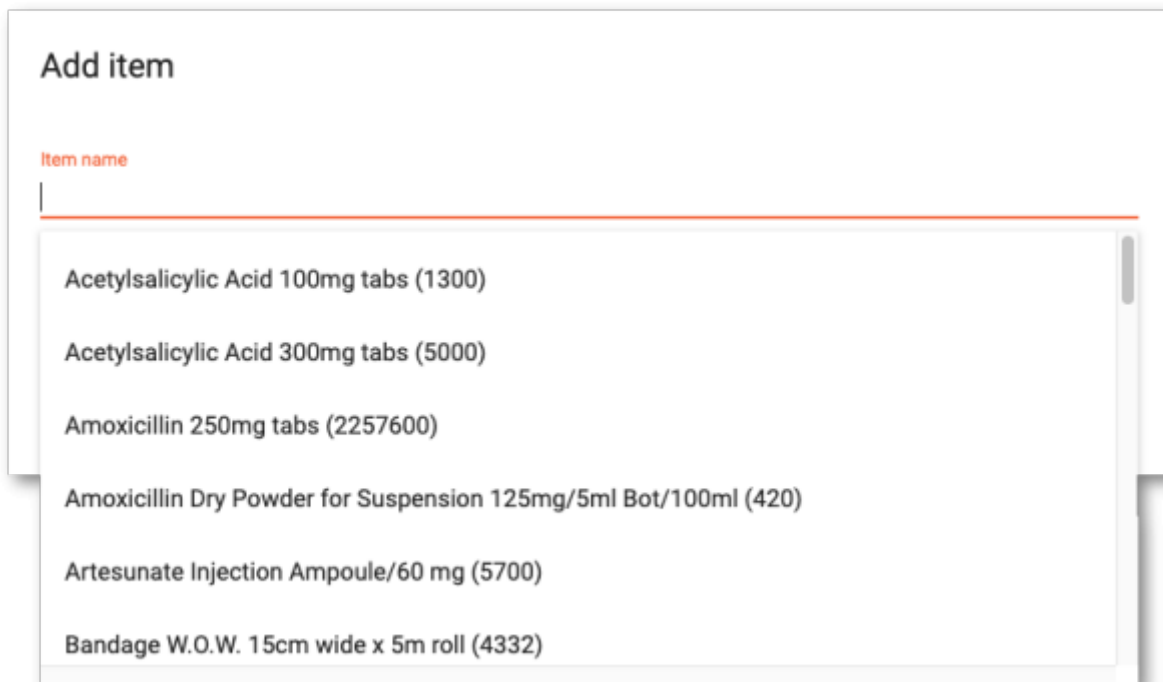 Add item
Item name
Acetylsalicylic Acid 100mg tabs (1300)
Acetylsalicylic Acid 300mg tabs (5000)
Amoxicillin 250mg tabs (2257600)
Amoxicillin Dry Powder for Suspension 125mg/5ml Bot/100ml (420)
Artesunate Injection Ampoule/60 mg (5700)
Bandage W.O.W. 15cm wide x 5m roll (4332)